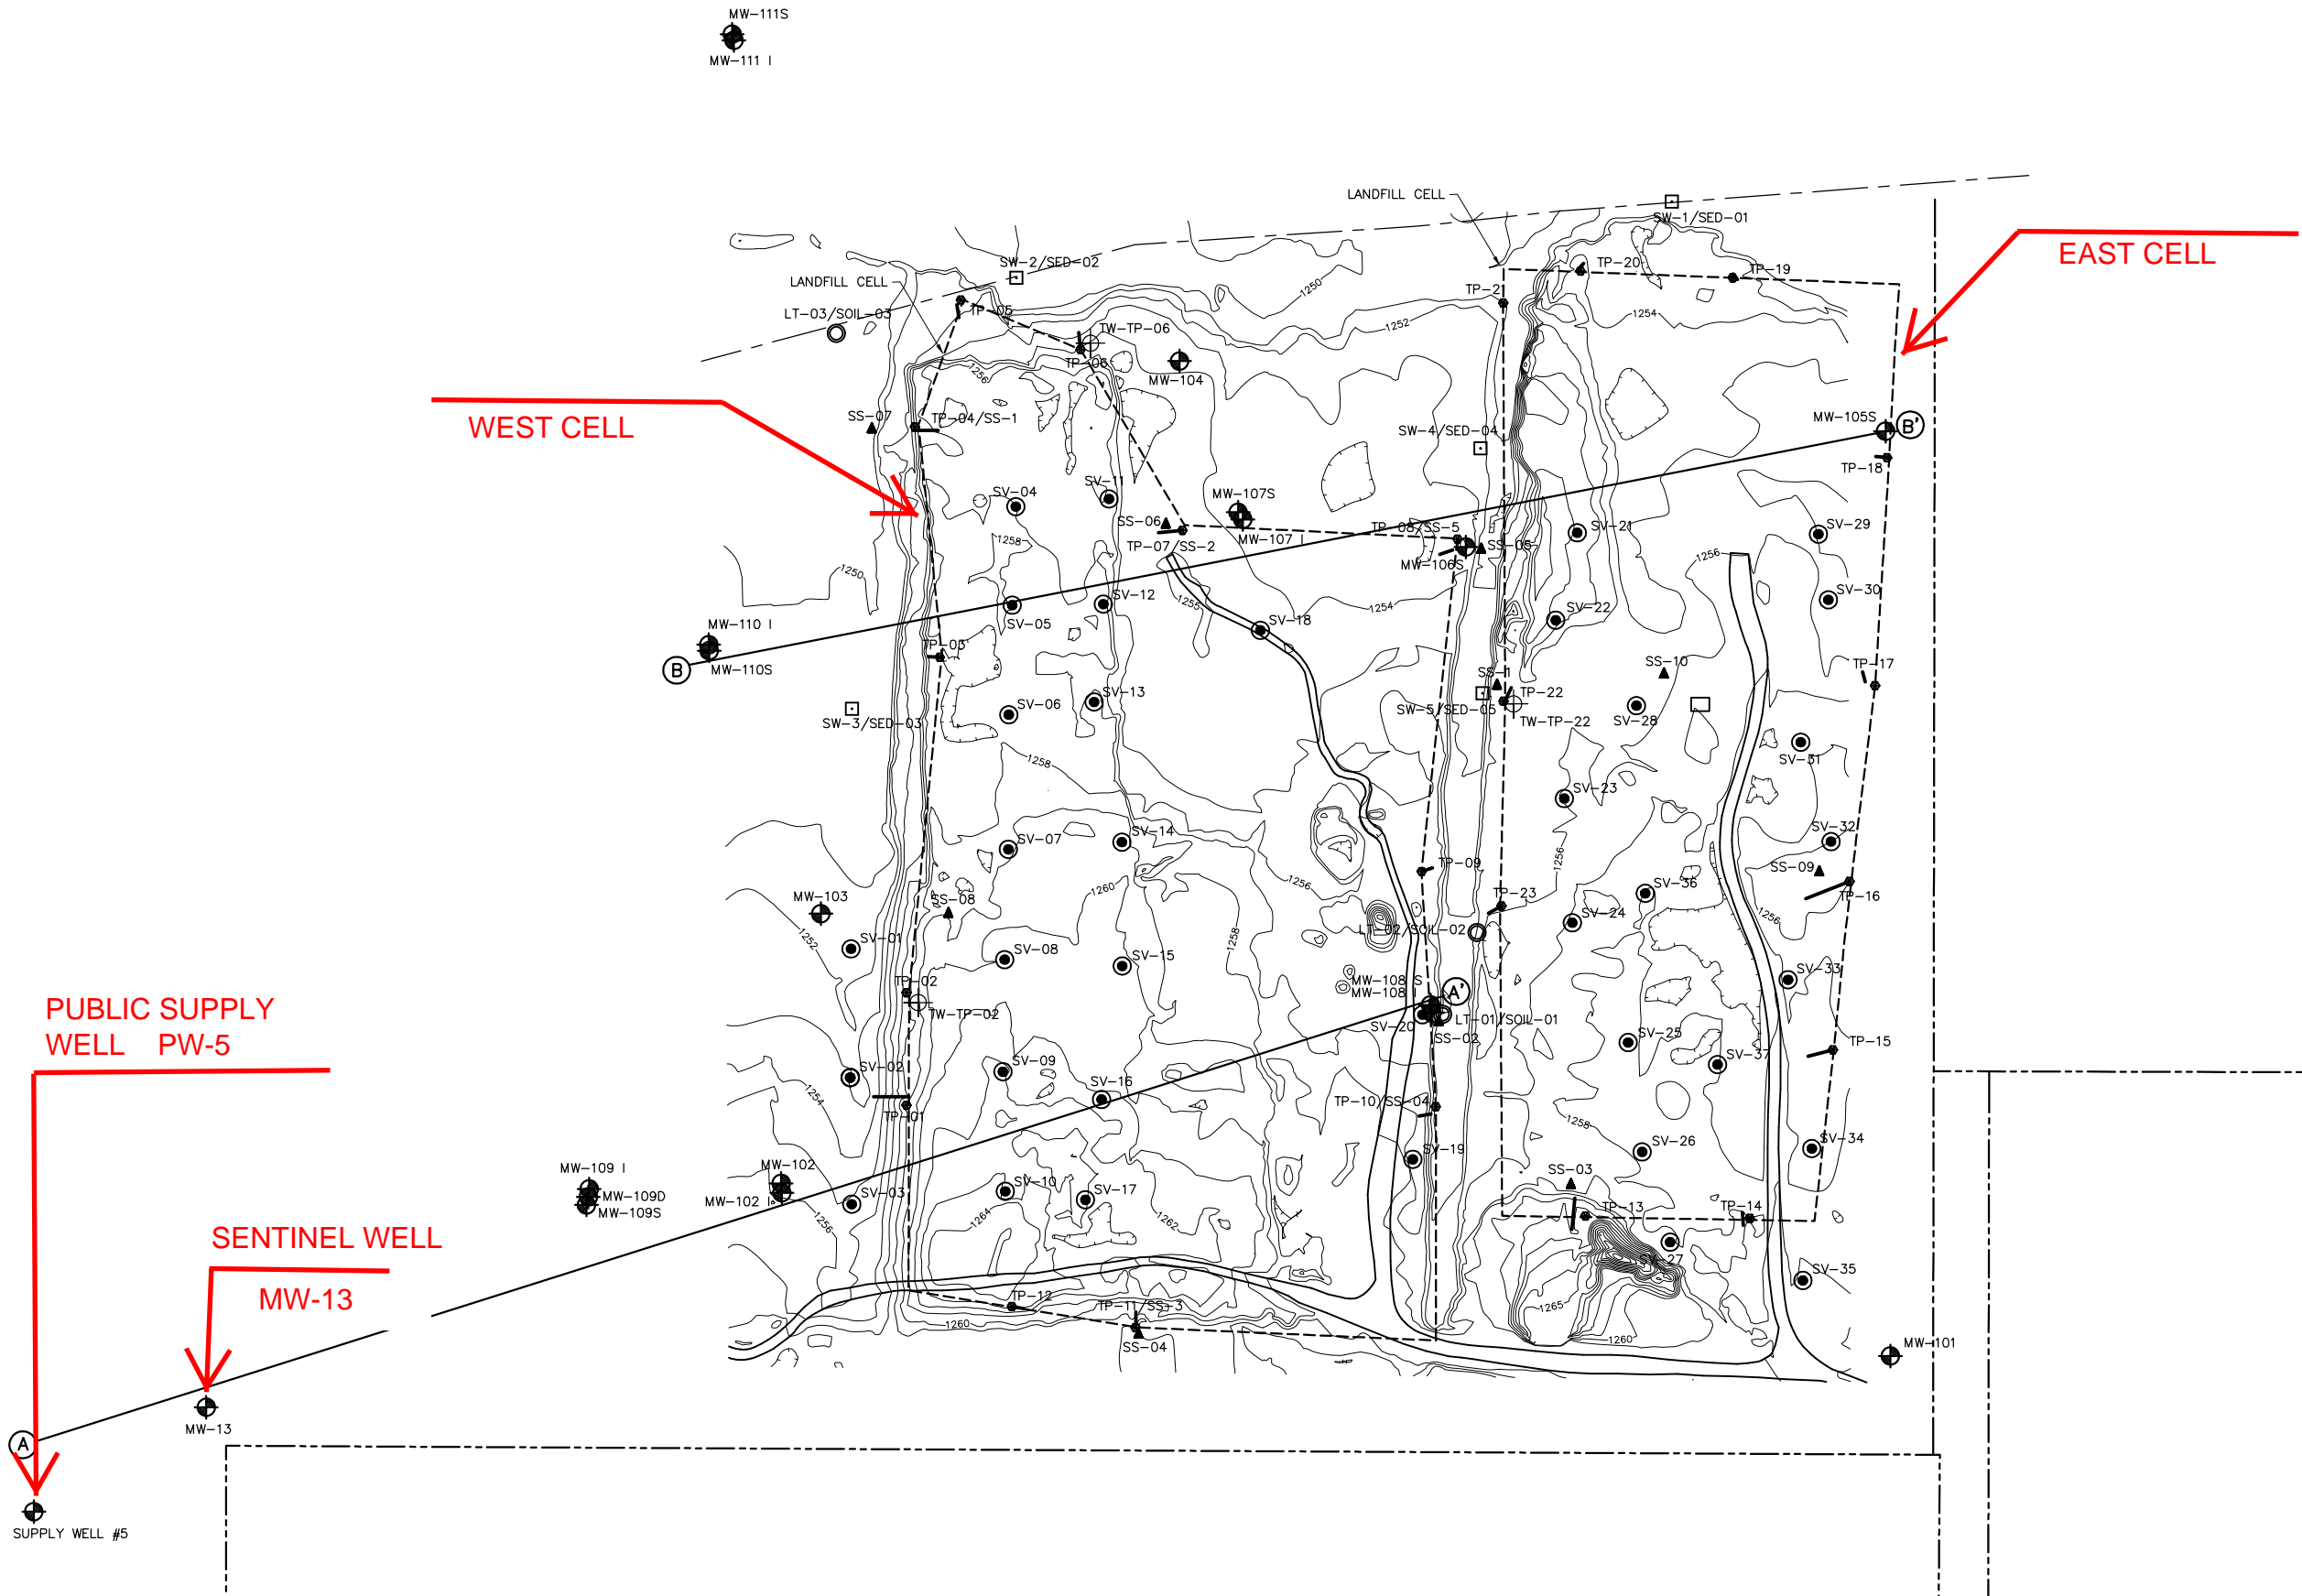 MW-111S
MW-111 I
LANDFILL CELL
SW-1/SED-01
EAST CELL
SW-2/SED-02
TP-20
TP-19
LANDFILL CELL
1250
TP-21
LT-03/SOIL-03
TP-05
1254
TW-TP-06
1252
TP-06
1256
MW-104
WEST CELL
SS-07
TP-04/SS-1
MW-105S
B'
SW-4/SED-04
TP-18
SV-04
SV-11
MW-107S
SS-06
TP-08/SS-5
SV-21
SV-29
1258
TP-07/SS-2
MW-107 I
SS-05
MW-106S
1256
1250
SV-30
SV-05
SV-12
1255
1254
SV-22
MW-110 I
SV-18
TP-03
B
MW-110S
SS-10
TP-17
SS-1
SV-13
TP-22
SV-06
SW-3/SED-03
SW-5/SED-05
TW-TP-22
SV-28
1258
SV-31
SV-23
SV-32
SV-07
SV-14
1256
TP-09
SS-09
1256
1260
SV-36
TP-16
MW-103
SS-08
TP-23
1256
SV-24
1252
SV-01
LT-02/SOIL-02
1258
SV-08
SV-15
SV-33
TP-02
MW-108 S
MW-108 I
A'
PUBLIC SUPPLY
WELL PW-5
TW-TP-02
SV-20
LT-01/SOIL-01
SS-02
SV-25
TP-15
SV-02
SV-09
SV-37
SV-16
1254
TP-01
TP-10/SS-04
1258
SV-26
SV-34
SV-19
MW-109 I
MW-102
SS-03
MW-109D
MW-102 I
SV-10
SV-17
MW-109S
SV-03
TP-13
TP-14
1256
1264
1262
SENTINEL WELL
MW-13
SV-27
SV-35
TP-12
TP-11/SS-3
1265
1260
1260
SS-04
MW-101
MW-13
A
SUPPLY WELL #5